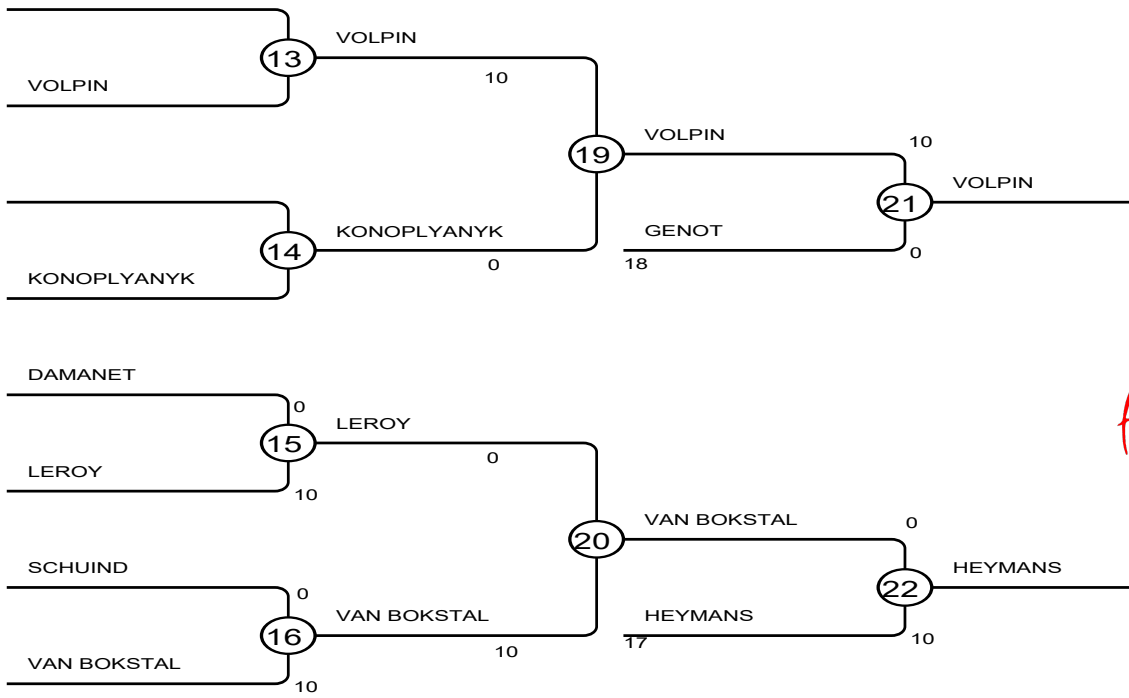 VOLPIN
13
10
VOLPIN
VOLPIN
10
19
VOLPIN
21
KONOPLYANYK
GENOT
14
0
18
0
KONOPLYANYK
DAMANET
0
LEROY
15
0
LEROY
10
VAN BOKSTAL
0
20
SCHUIND
HEYMANS
0
22
VAN BOKSTAL
HEYMANS
16
10
17
10
VAN BOKSTAL
10